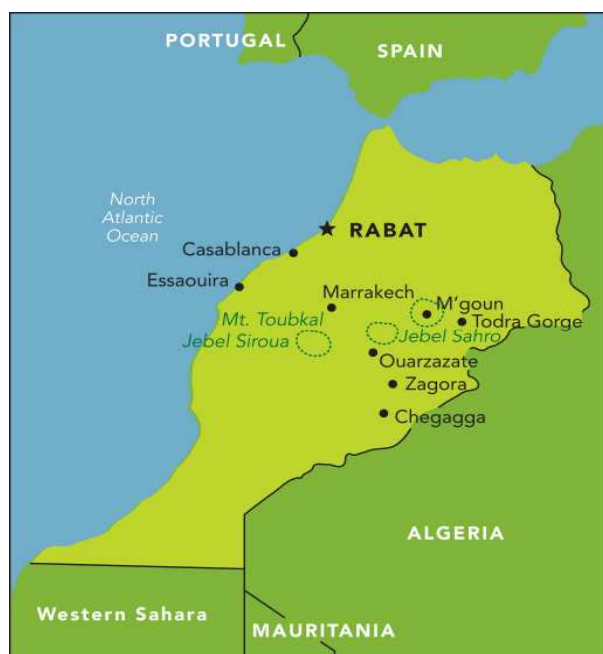 PORTUGAL
SPAIN
North
Atlantic
Ocean
RABAT
Casablanca
Essaouira
Marrakech
M'goun
Mt. Toubkal
Todra Gorge
Jebel Siroua
Jebel Sahro
Ouarzazate
Zagora
Chegagga
ALGERIA
Western Sahara
MAURITANIA